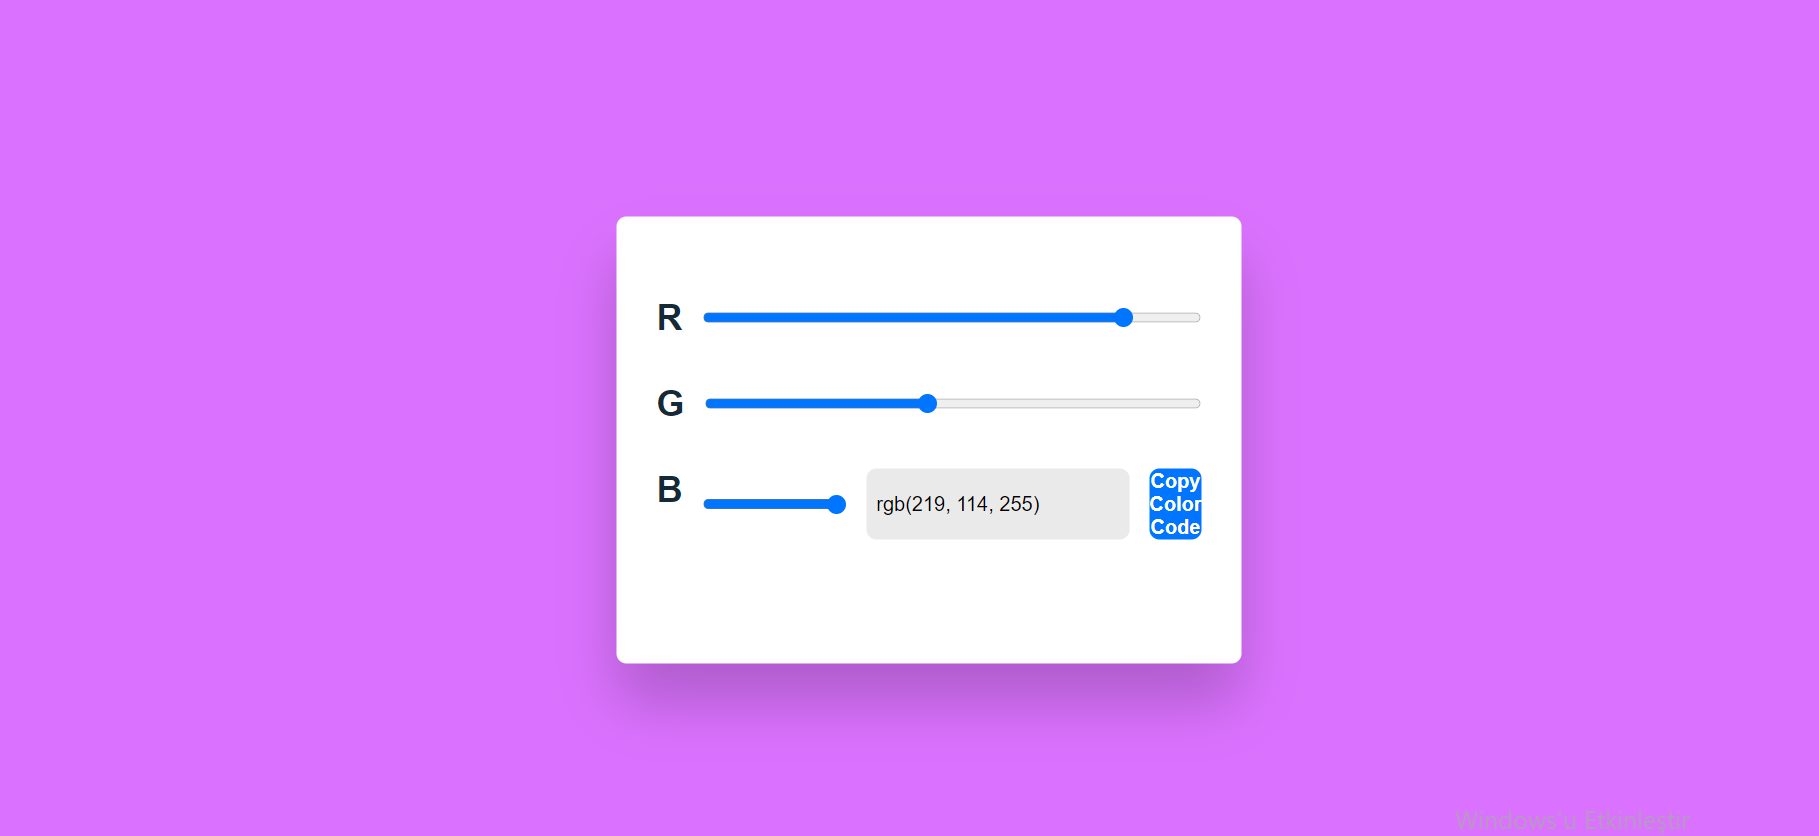 R
G
B
rgb(219, 114, 255)
Copy
Color
Code
Windows'u Etkinleştir